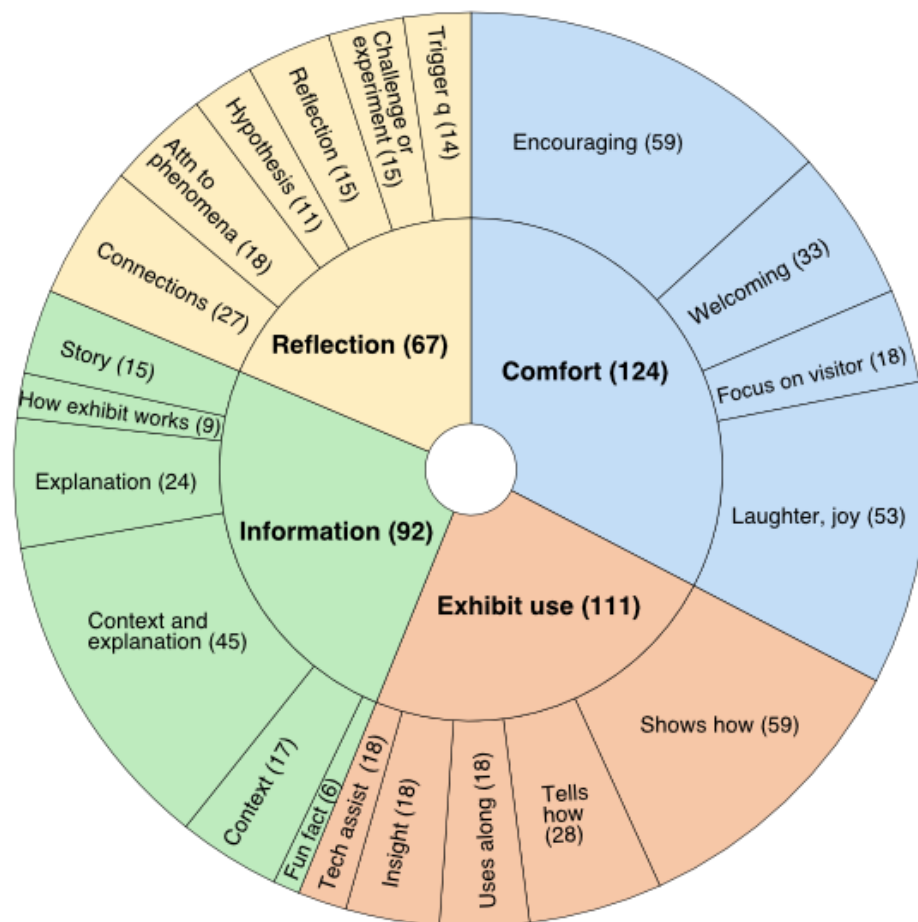 Encouraging (59)
Welcoming (33)
Focus on visitor (18)
Laughter, joy (53)
Comfort (124)
Shows how (59)
Tells
how
(28)
Uses along (18)
Insight (18)
Tech assist (18)
Exhibit use (111)
Fun fact (6)
Context (17)
Context and
explanation (45)
Explanation (24)
How exhibit works (9)
Story (15)
Information (92)
Connections (27)
Attn to
phenomena (18)
Hypothesis (11)
Reflection (15)
Challenge or
experiment (15)
Trigger q (14)
Reflection (67)